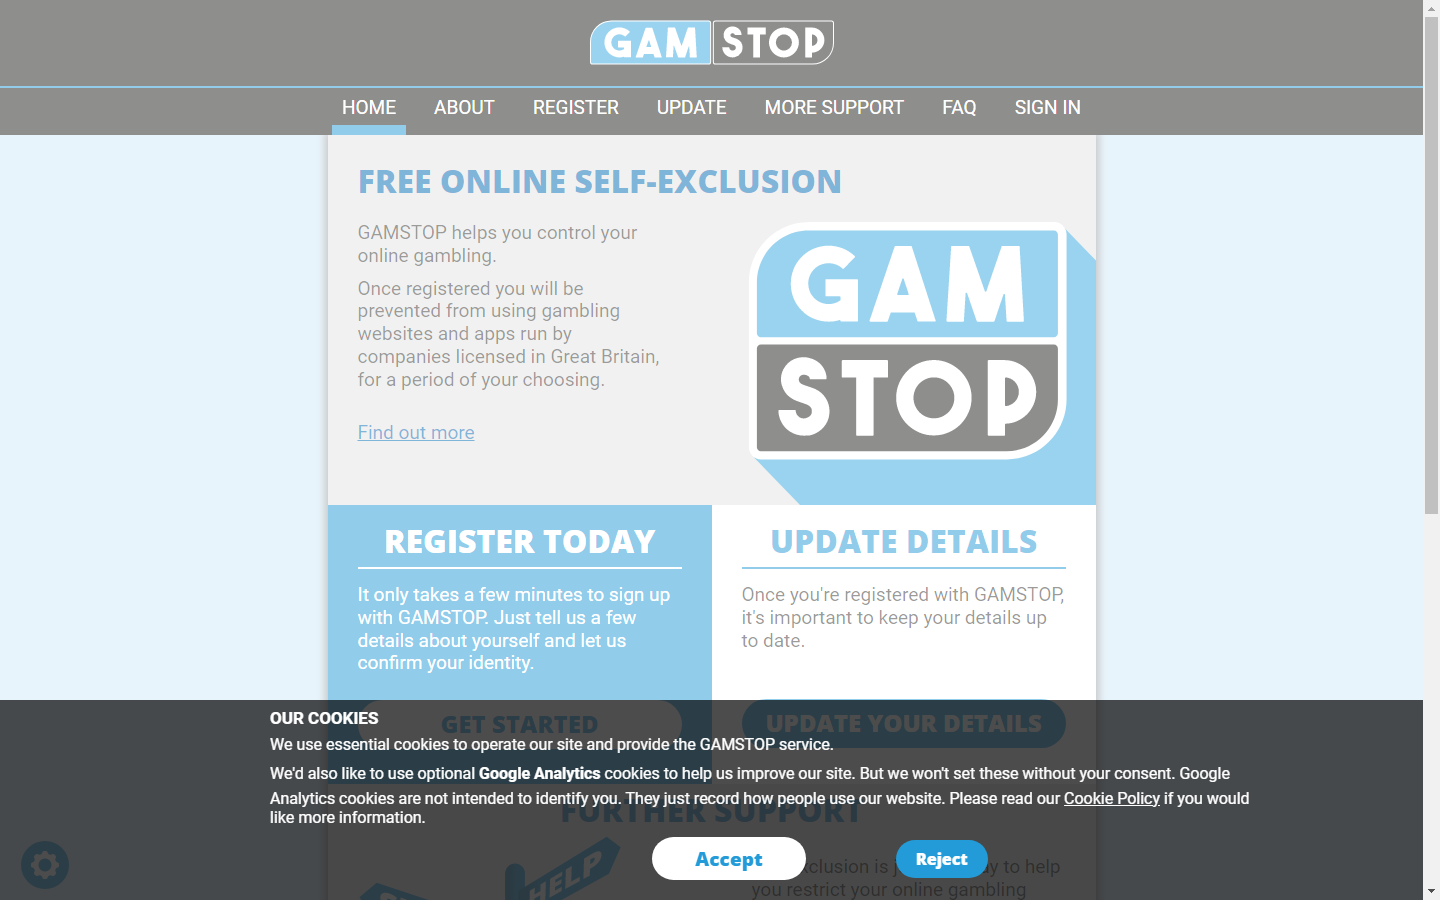 GAM STOP
HOME ABOUT REGISTER UPDATE MORE SUPPORT FAQ SIGN IN
FREE ONLINE SELF-EXCLUSION
GAMSTOP helps you control your
online gambling.
Once registered you will be
prevented from using gambling
websites and apps run by
companies licensed in Great Britain,
for a period of your choosing.
Find out more
GAM
STOP
REGISTER TODAY
It only takes a few minutes to sign up
with GAMSTOP. Just tell us a few
details about yourself and let us
confirm your identity.
GET STARTED
UPDATE DETAILS
Once you're registered with GAMSTOP,
it's important to keep your details up
to date.
UPDATE YOUR DETAILS
OUR COOKIES
We use essential cookies to operate our site and provide the GAMSTOP service.
We'd also like to use optional Google Analytics cookies to help us improve our site. But we won't set these without your consent. Google
Analytics cookies are not intended to identify you. They just record how people use our website. Please read our Cookie Policy if you would
like more information.
Accept
Reject
FURTHER SUPPORT
HELP
to help
you restrict your online gambling